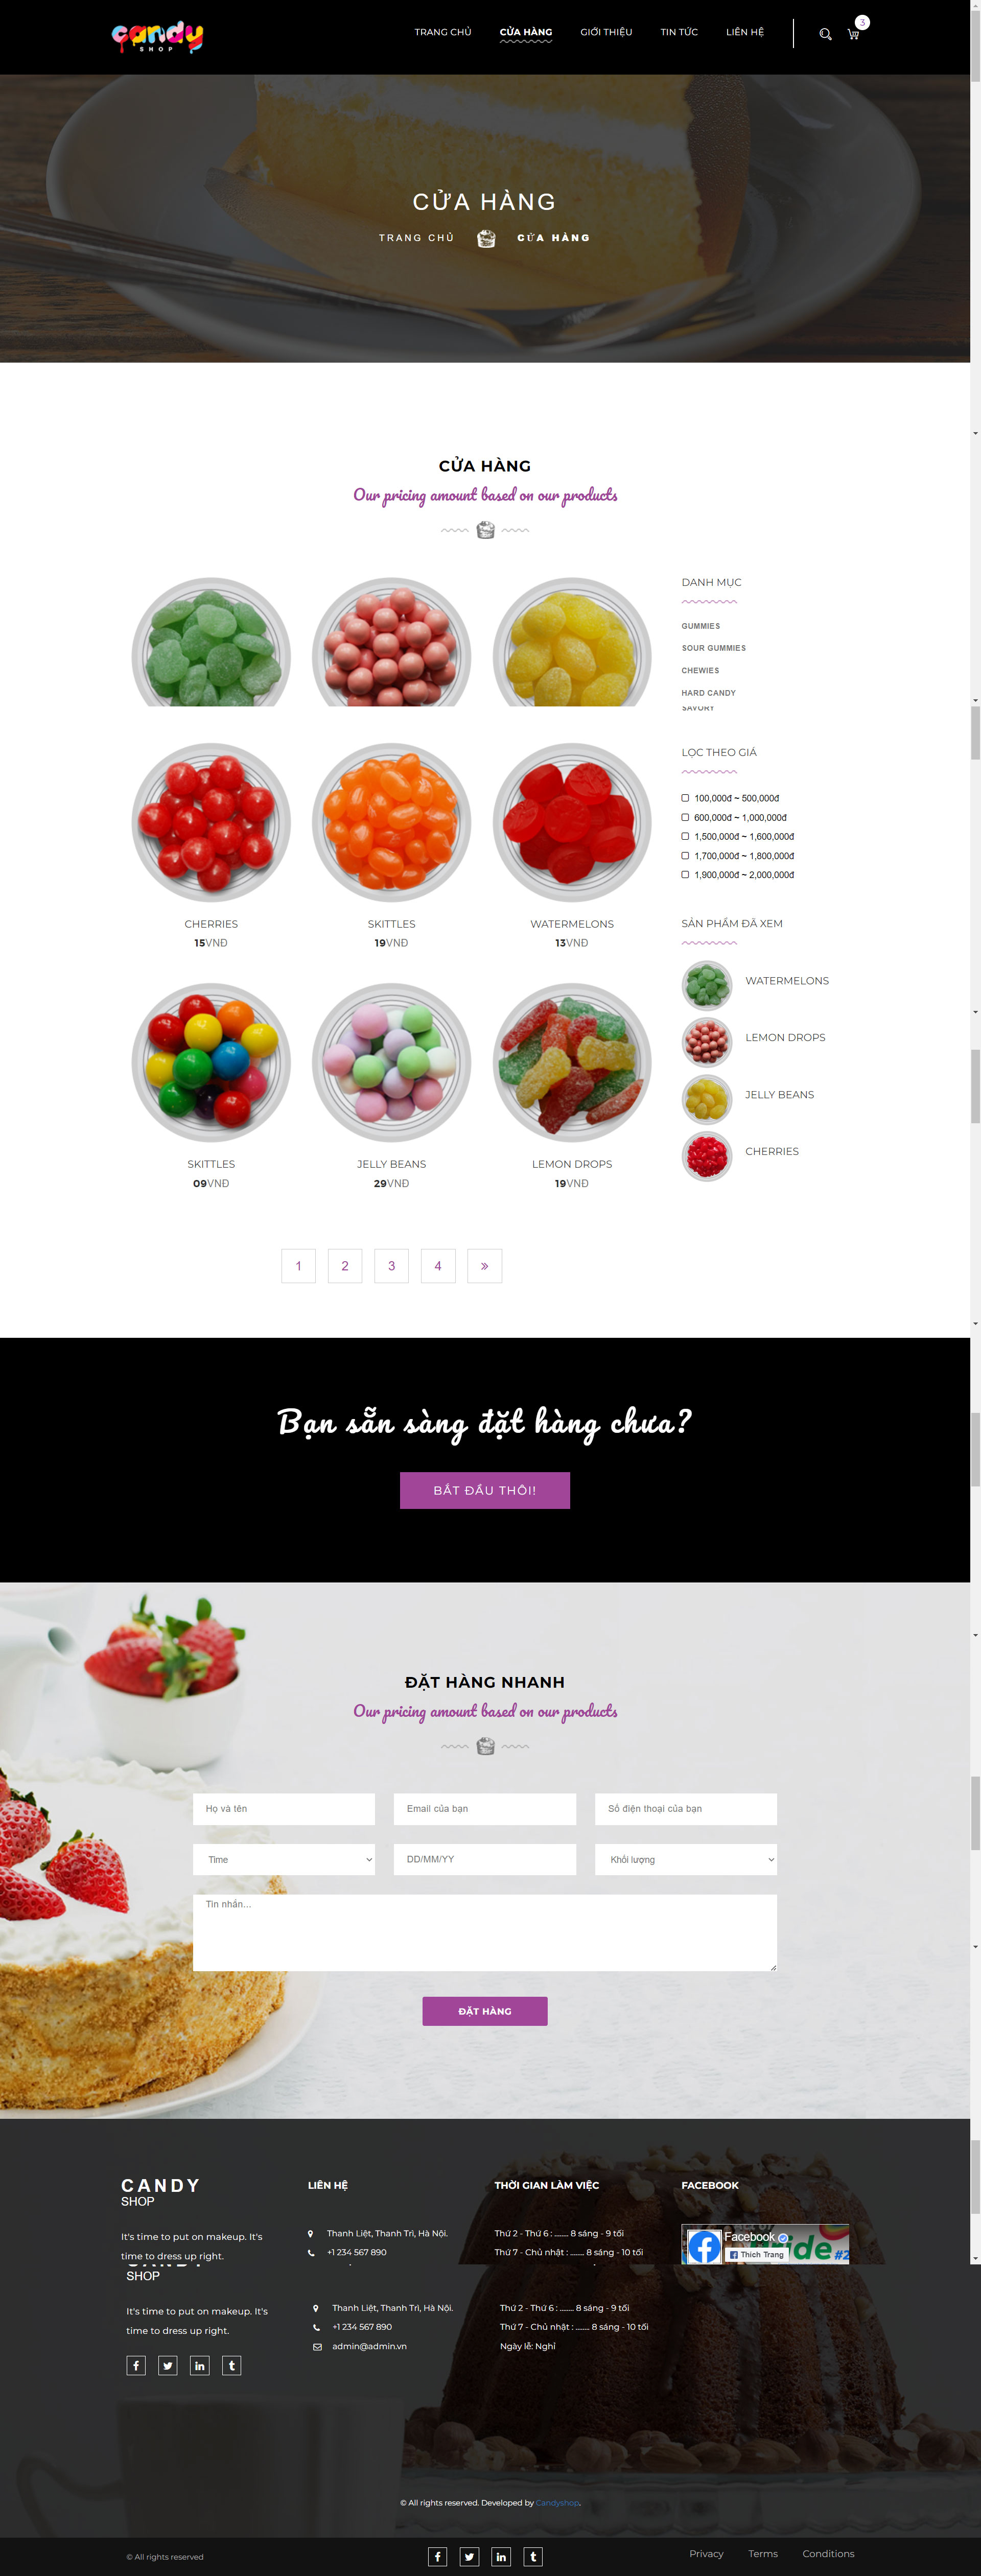 candy
SHOP
TRANG CHỦ CỬA HÀNG GIỚI THIỆU TIN TỨC LIÊN HỆ 3
CỬA HÀNG
TRANG CHỦ CỬA HÀNG
CỬA HÀNG
Our pricing amount based on our products
DANH MỤC
GUMMIES
SOUR GUMMIES
CHEWIES
HARD CANDY
SAVORY
LỌC THEO GIÁ
100,000đ ~ 500,000đ
600,000đ ~ 1,000,000đ
1,500,000đ ~ 1,600,000đ
1,700,000đ ~ 1,800,000đ
1,900,000đ ~ 2,000,000đ
CHERRIES SKITTLES WATERMELONS
15VNĐ 19VNĐ 13VNĐ
SẢN PHẨM ĐÃ XEM
WATERMELONS
LEMON DROPS
JELLY BEANS
CHERRIES
SKITTLES JELLY BEANS LEMON DROPS
09VNĐ 29VNĐ 19VNĐ
1 2 3 4 »
Bạn sẵn sàng đặt hàng chưa?
BẮT ĐẦU THÔI!
ĐẶT HÀNG NHANH
Our pricing amount based on our products
Họ và tên Email của bạn Số điện thoại của bạn
Time DD/MM/YY Khối lượng
Tin nhắn...
ĐẶT HÀNG
CANDY
SHOP
It's time to put on makeup. It's
time to dress up right.
LIÊN HỆ
Thanh Liệt, Thanh Trì, Hà Nội.
+1 234 567 890
THỜI GIAN LÀM VIỆC
Thứ 2 - Thứ 6 : ....... 8 sáng - 9 tối
Thứ 7 - Chủ nhật : ....... 8 sáng - 10 tối
FACEBOOK
Facebook
Thích Trang
#2
SHOP
It's time to put on makeup. It's
time to dress up right.
Thanh Liệt, Thanh Trì, Hà Nội.
+1 567 567 890
admin@admin.vn
Thứ 2 - Thứ 6 : ....... 8 sáng - 9 tối
Thứ 7 - Chủ nhật : ....... 8 sáng - 10 tối
Ngày lễ: Nghỉ
© All rights reserved. Developed by Candyshop.
© All rights reserved
Privacy Terms Conditions